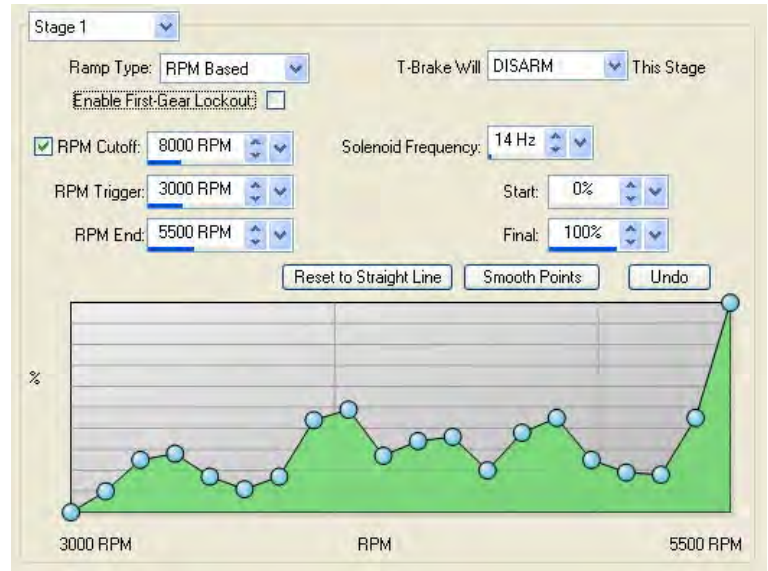 Stage 1
Ramp Type: RPM Based
T-Brake Will DISARM This Stage
Enable First-Gear Lockout:
RPM Cutoff: 8000 RPM
Solenoid Frequency: 14 Hz
RPM Trigger: 3000 RPM
Start: 0%
RPM End: 5500 RPM
Final: 100%
Reset to Straight Line Smooth Points Undo
%
3000 RPM RPM 5500 RPM